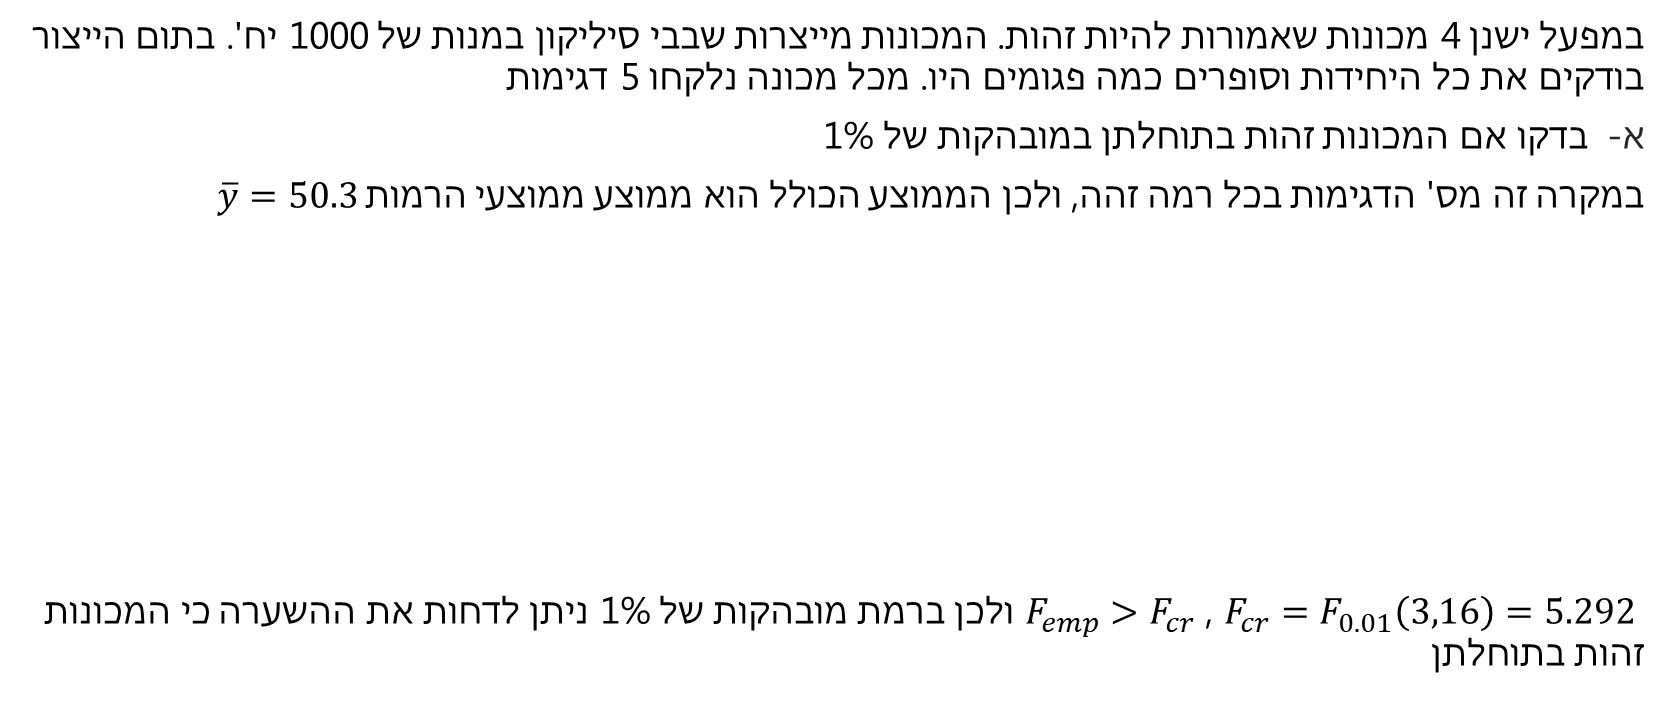 במפעל ישנן 4 מכונות שאמורות להיות זהות. המכונות מייצרות שבבי סיליקון במנות של 1000 יח'. בתום הייצור
בודקים את כל היחידות וסופרים כמה פגומים היו. מכל מכונה נלקחו 5 דגימות
א- בדקו אם המכונות זהות בתוחלתן במובהקות של 1%
במקרה זה מס' הדגימות בכל רמה זהה, ולכן הממוצע הכולל הוא ממוצע ממוצעי הרמות ȳ = 50.3
F_emp > F_cr , F_cr = F_0.01(3,16) = 5.292 ולכן ברמת מובהקות של 1% ניתן לדחות את ההשערה כי המכונות
זהות בתוחלתן